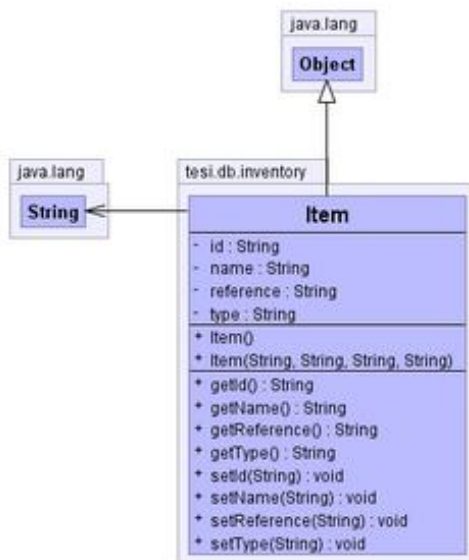 java.lang
Object
java.lang
String
tesi.db.inventory
Item
- id : String
- name : String
- reference : String
- type : String
+ Item()
+ Item(String, String, String, String)
+ getId() : String
+ getName() : String
+ getReference() : String
+ getType() : String
+ setId(String) : void
+ setName(String) : void
+ setReference(String) : void
+ setType(String) : void